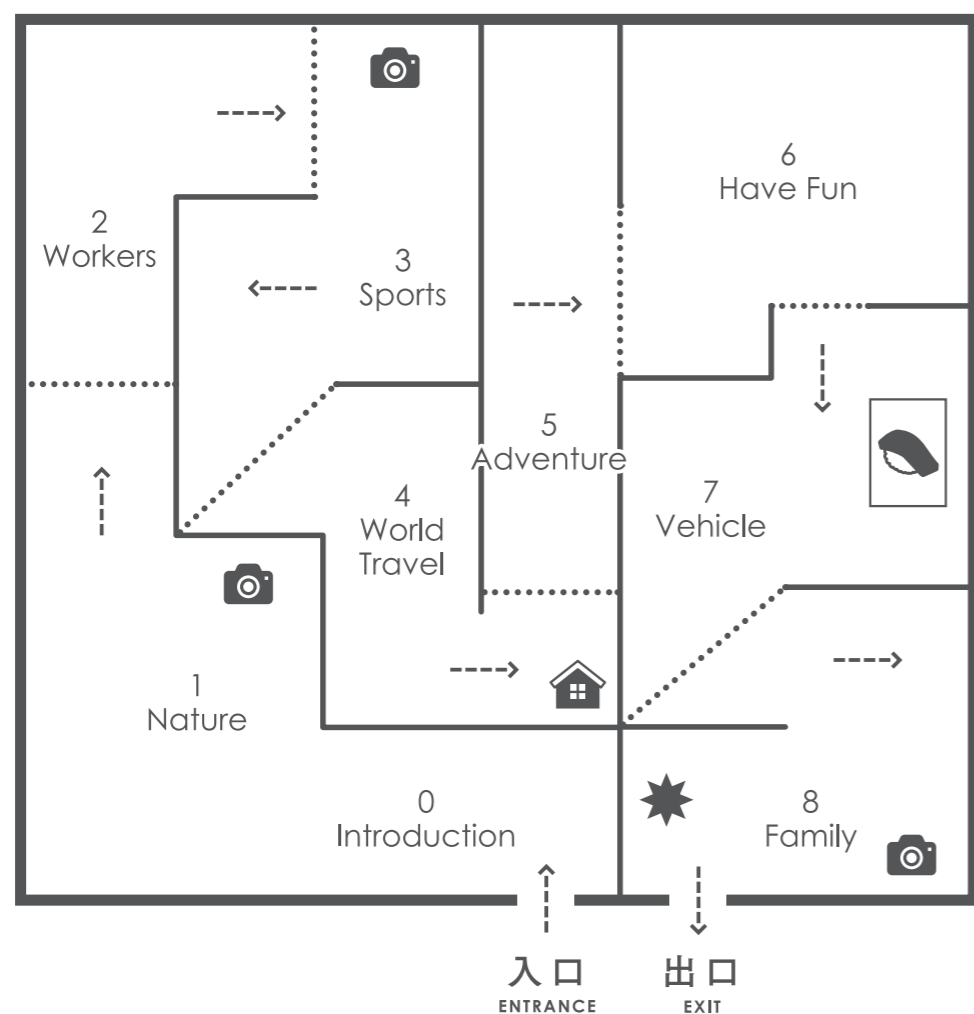 2
Workers
3
Sports
6
Have Fun
5
Adventure
4
World
Travel
7
Vehicle
1
Nature
0
Introduction
8
Family
入口
ENTRANCE
出口
EXIT